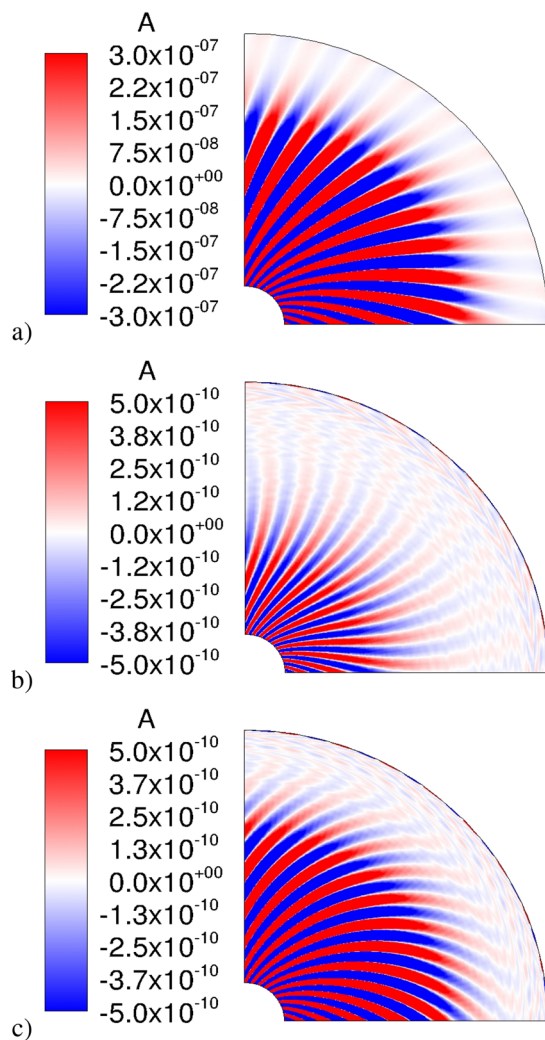 A
3.0x10⁻⁰⁷
2.2x10⁻⁰⁷
1.5x10⁻⁰⁷
7.5x10⁻⁰⁸
0.0x10⁺⁰⁰
-7.5x10⁻⁰⁸
-1.5x10⁻⁰⁷
-2.2x10⁻⁰⁷
-3.0x10⁻⁰⁷
a)
A
5.0x10⁻¹⁰
3.8x10⁻¹⁰
2.5x10⁻¹⁰
1.2x10⁻¹⁰
0.0x10⁺⁰⁰
-1.2x10⁻¹⁰
-2.5x10⁻¹⁰
-3.8x10⁻¹⁰
-5.0x10⁻¹⁰
b)
A
5.0x10⁻¹⁰
3.7x10⁻¹⁰
2.5x10⁻¹⁰
1.3x10⁻¹⁰
0.0x10⁺⁰⁰
-1.3x10⁻¹⁰
-2.5x10⁻¹⁰
-3.7x10⁻¹⁰
-5.0x10⁻¹⁰
c)